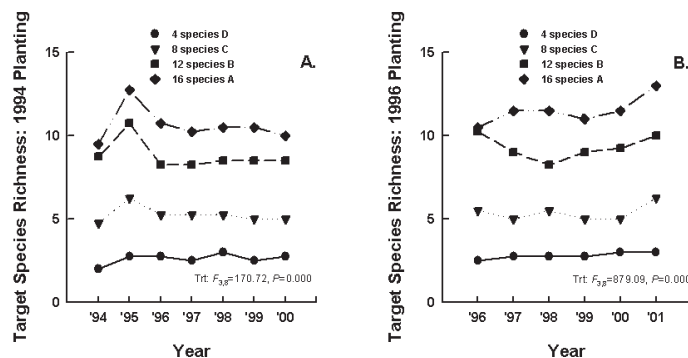 4 species D
8 species C
12 species B
16 species A
A.
Target Species Richness: 1994 Planting
15
10
5
0
Trt: F3,8=170.72, P=0.000
'94 '95 '96 '97 '98 '99 '00
Year
4 species D
8 species C
12 species B
16 species A
B.
Target Species Richness: 1996 Planting
15
10
5
0
Trt: F3,8=879.09, P=0.000
'96 '97 '98 '99 '00 '01
Year